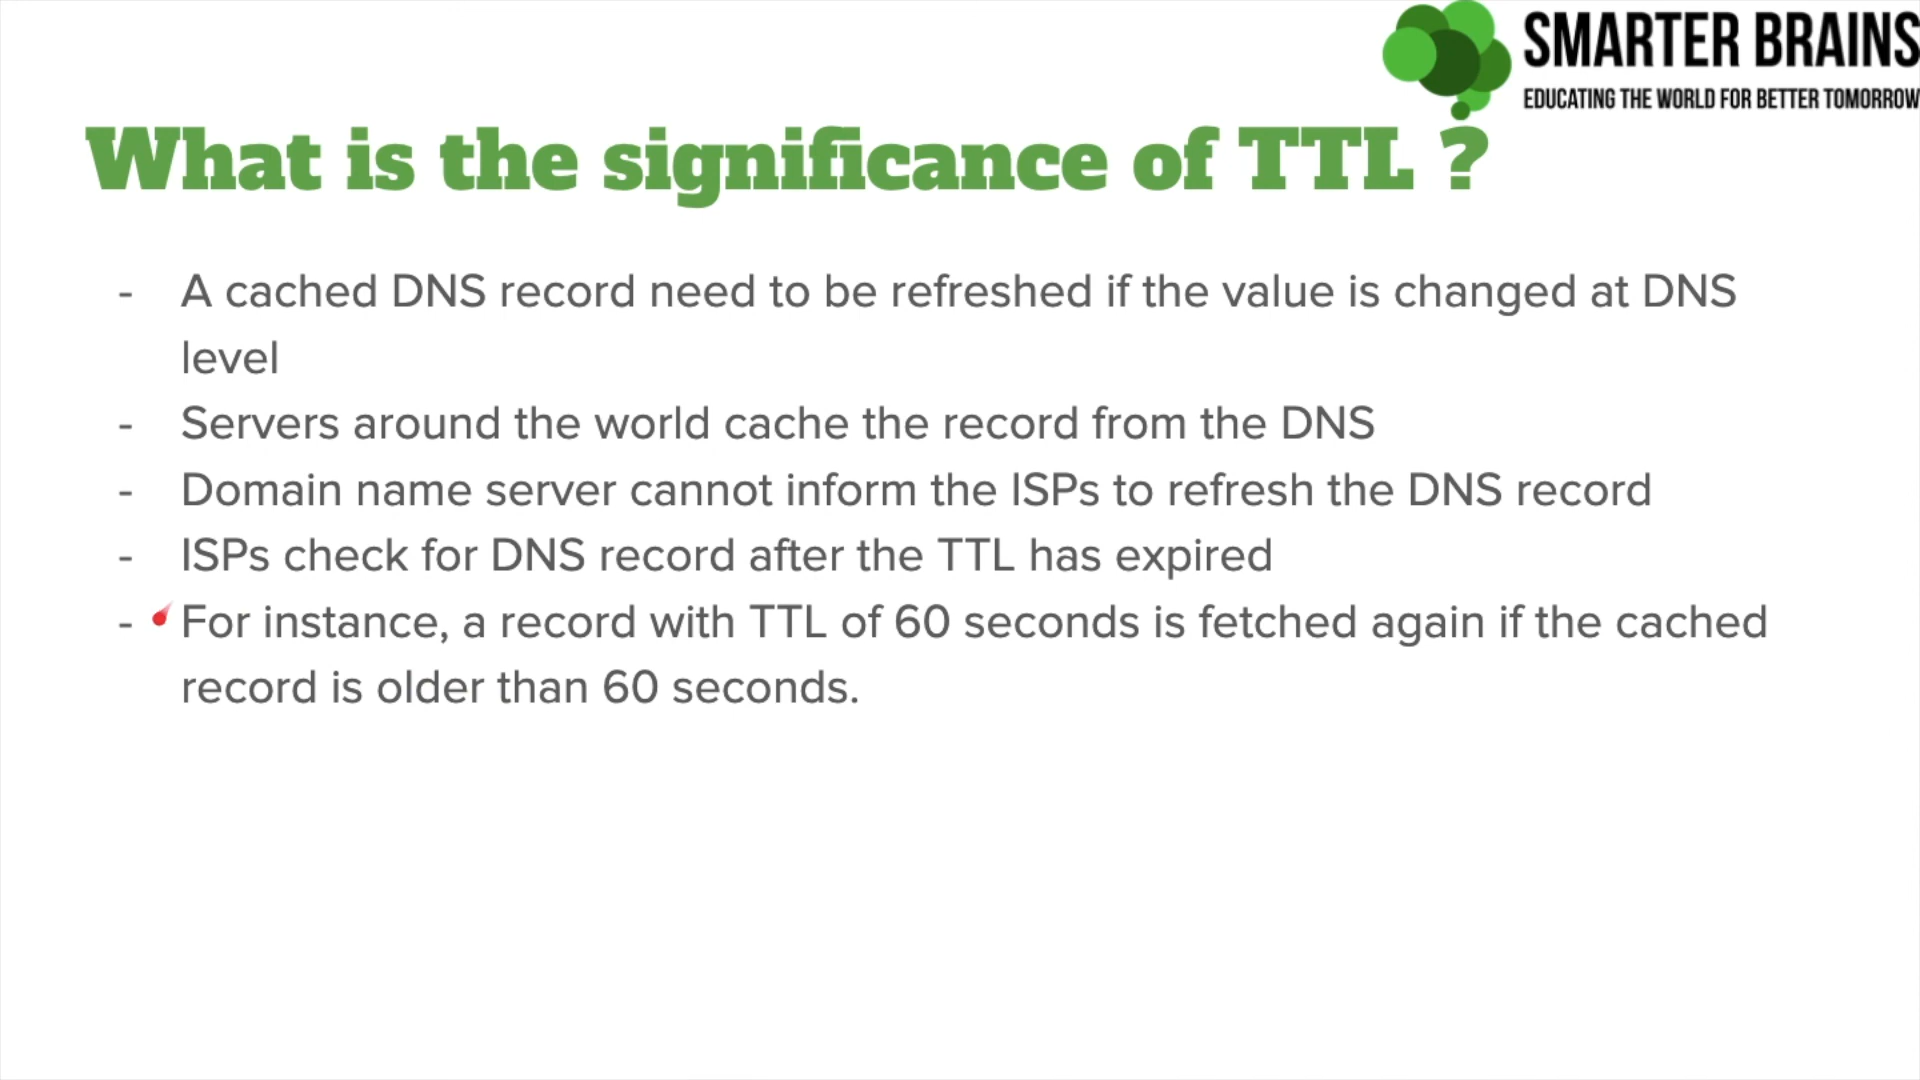 SMARTER BRAINS
EDUCATING THE WORLD FOR BETTER TOMORROW
What is the significance of TTL ?
- A cached DNS record need to be refreshed if the value is changed at DNS
level
- Servers around the world cache the record from the DNS
- Domain name server cannot inform the ISPs to refresh the DNS record
- ISPs check for DNS record after the TTL has expired
- For instance, a record with TTL of 60 seconds is fetched again if the cached
record is older than 60 seconds.